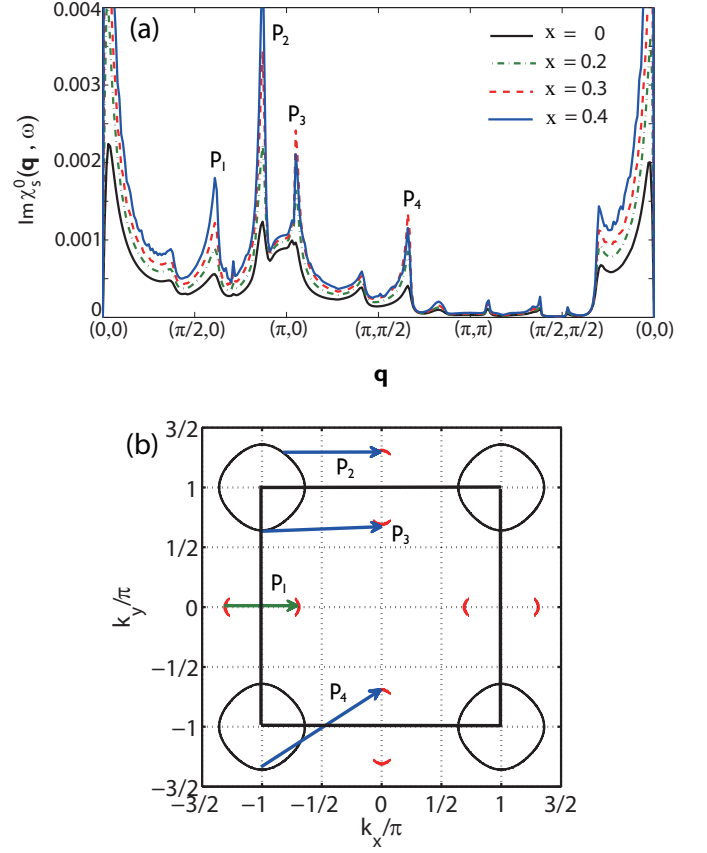 (a)
0.004
0.003
0.002
0.001
0
Im χ⁰ₛ(q , ω)
P₁
P₂
P₃
P₄
x = 0
x = 0.2
x = 0.3
x = 0.4
(0,0) (π/2,0) (π,0) (π,π/2) (π,π) (π/2,π/2) (0,0)
q
(b)
3/2
1
1/2
0
−1/2
−1
−3/2
k_y/π
P₂
P₃
P₁
P₄
−3/2 −1 −1/2 0 1/2 1 3/2
k_x/π